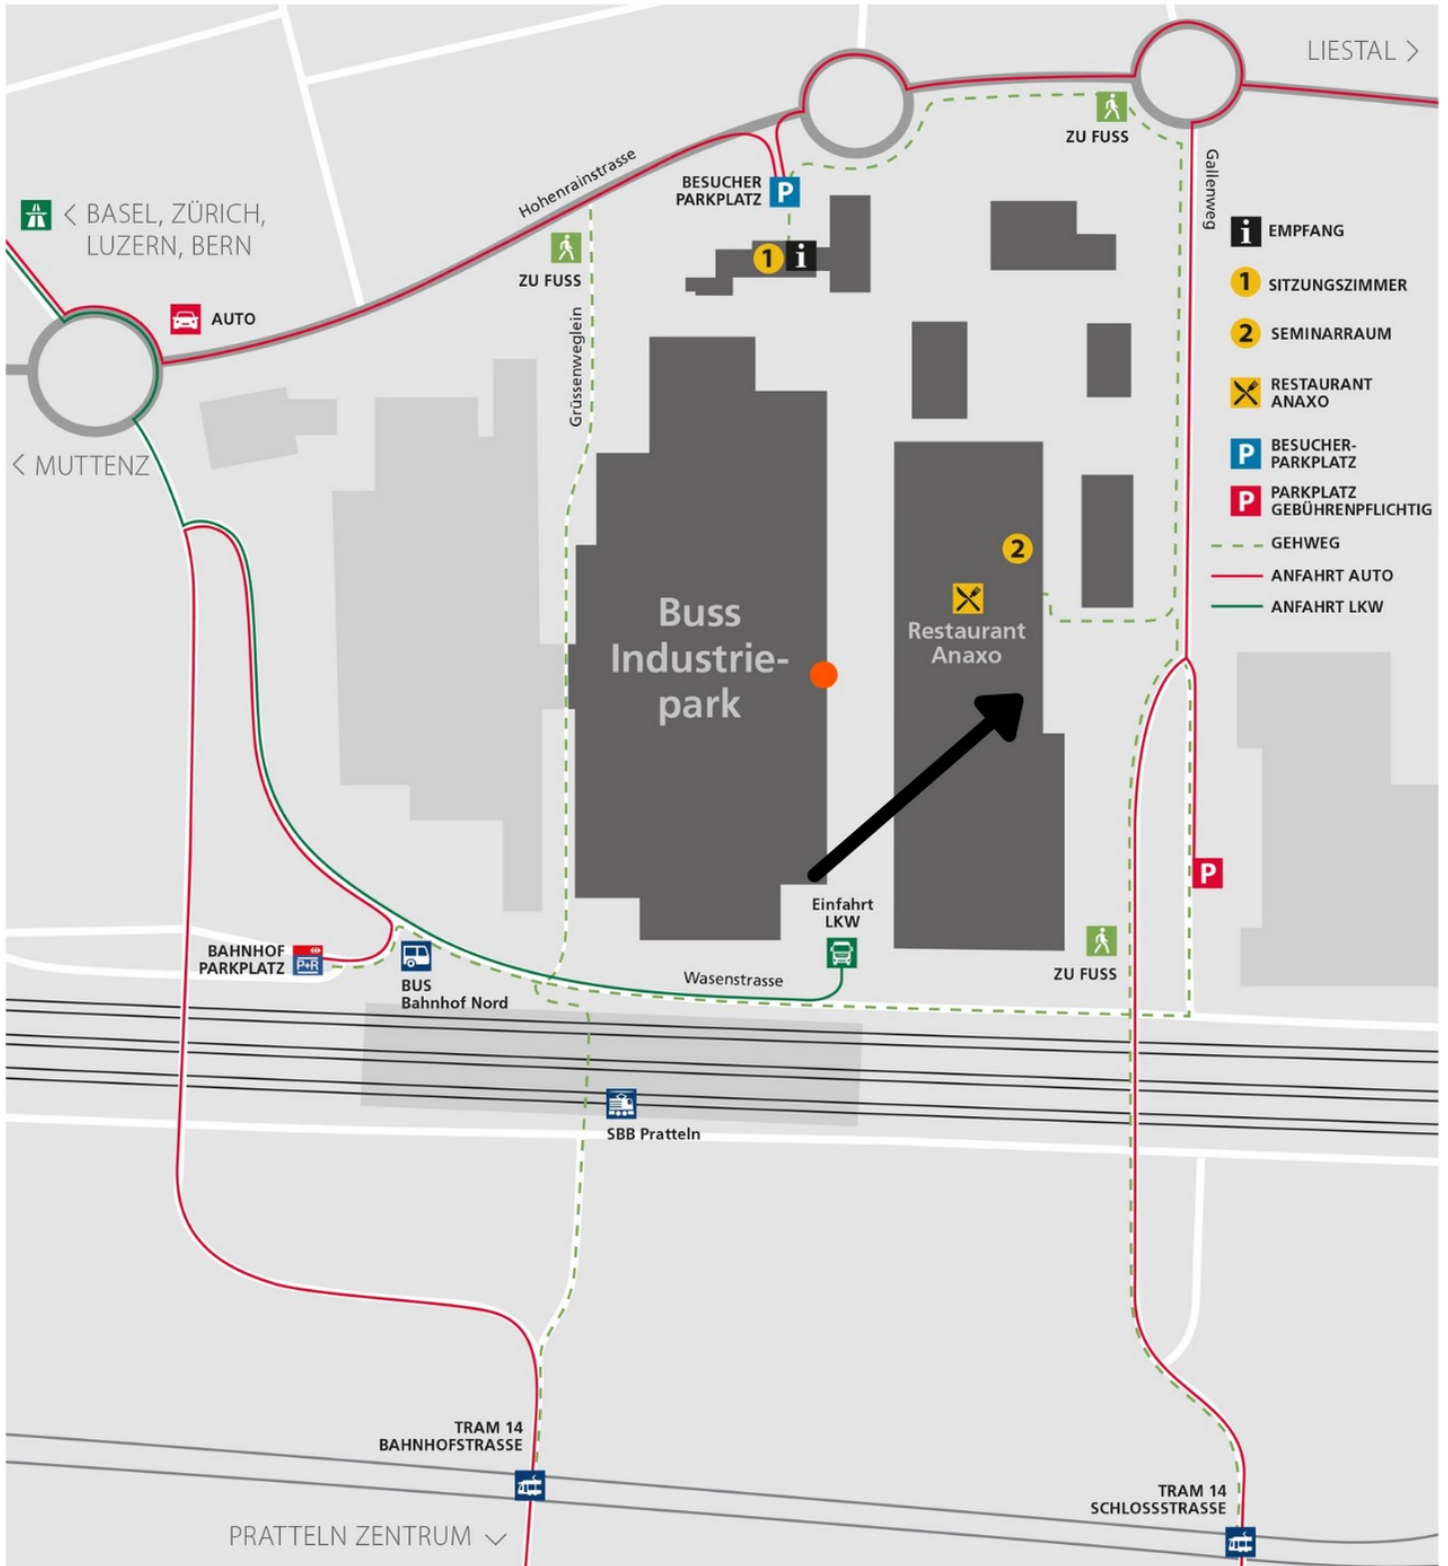 LIESTAL >
ZU FUSS
Hohenrainstrasse
BESUCHER
PARKPLATZ
P
Gallenweg
< BASEL, ZÜRICH,
LUZERN, BERN
ZU FUSS
1
i
AUTO
Grüssenweglein
< MUTTENZ
i EMPFANG
1 SITZUNGSZIMMER
2 SEMINARRAUM
RESTAURANT
ANAXO
P BESUCHER-
PARKPLATZ
P PARKPLATZ
GEBÜHRENPFLICHTIG
GEHWEG
ANFAHRT AUTO
ANFAHRT LKW
2
Buss
Industrie-
park
Restaurant
Anaxo
P
Einfahrt
LKW
BAHNHOF
PARKPLATZ
P+R
BUS
Bahnhof Nord
Wasenstrasse
ZU FUSS
SBB Pratteln
TRAM 14
BAHNHOFSTRASSE
TRAM 14
SCHLOSSSTRASSE
PRATTELN ZENTRUM